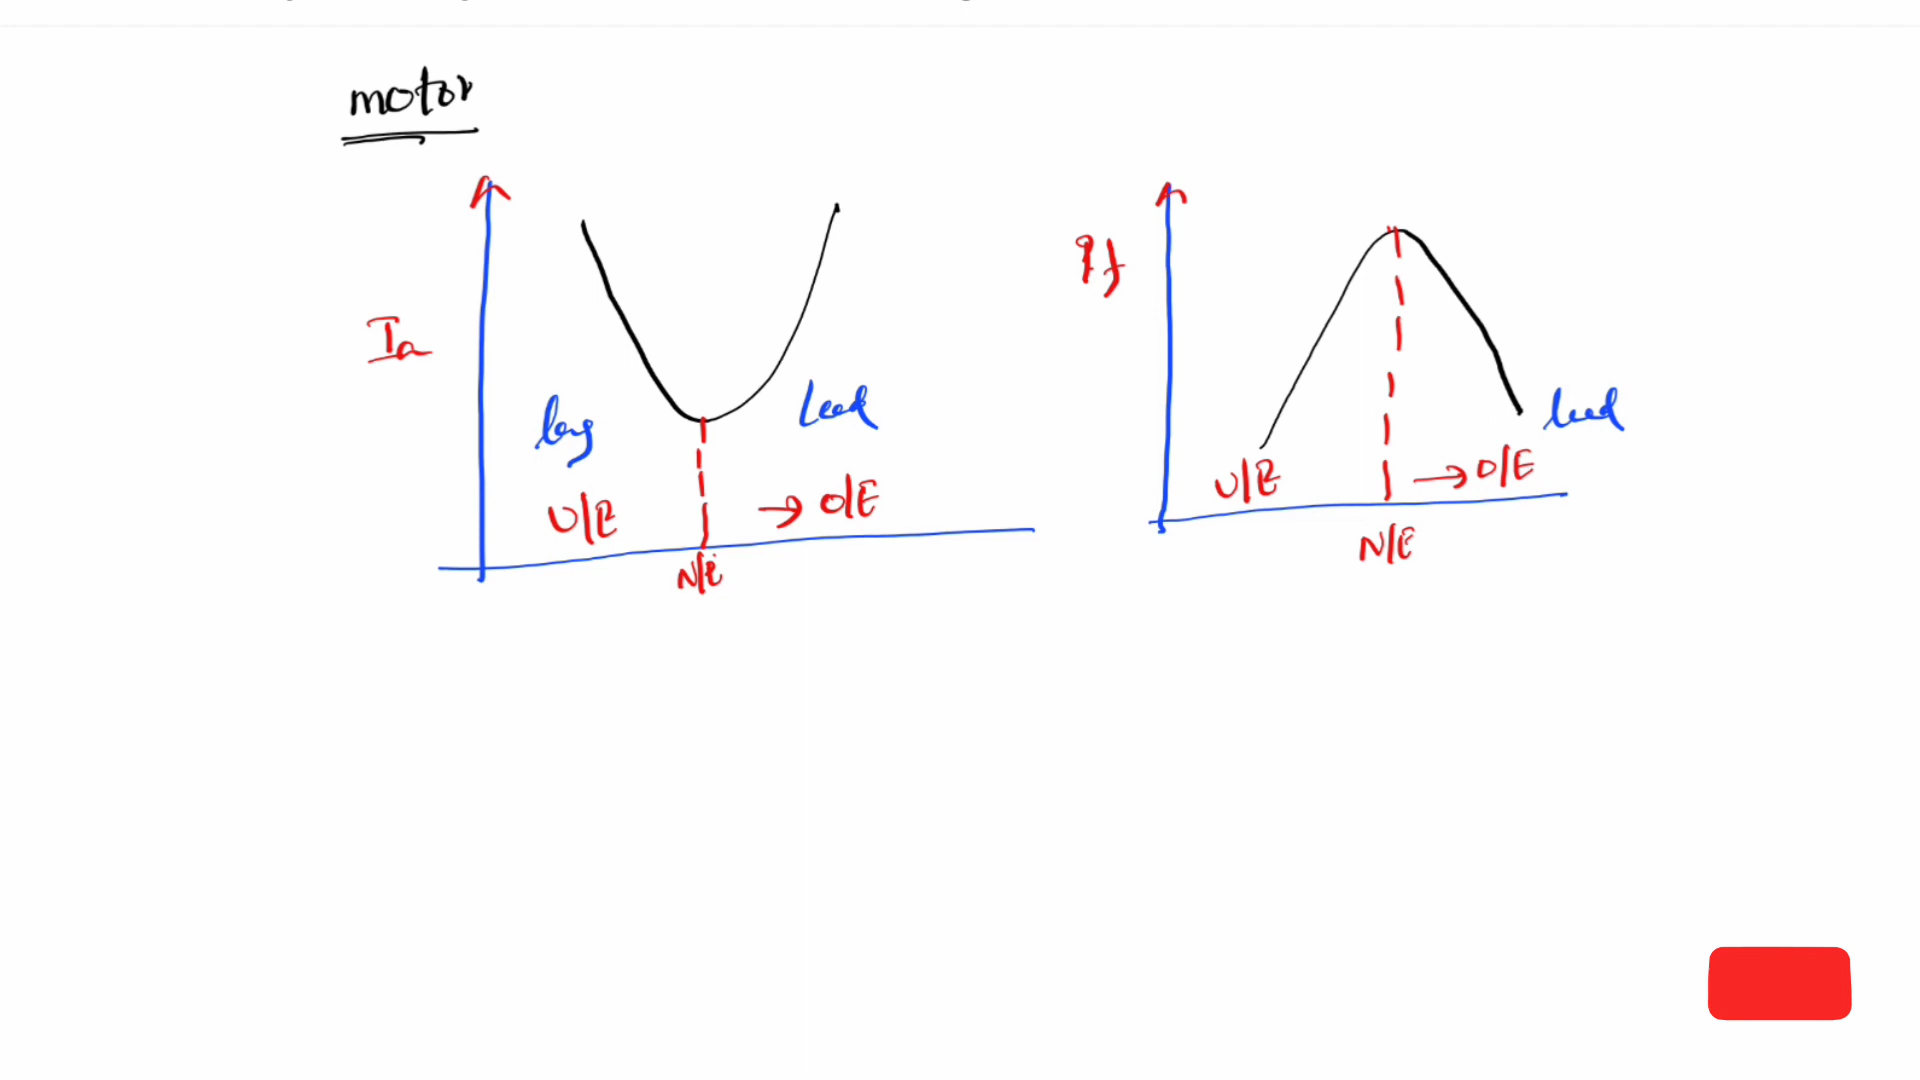 motor
Ia
lag
Lead
U/E
→ O/E
N/E
Pf
lead
U/E
→ O/E
N/E